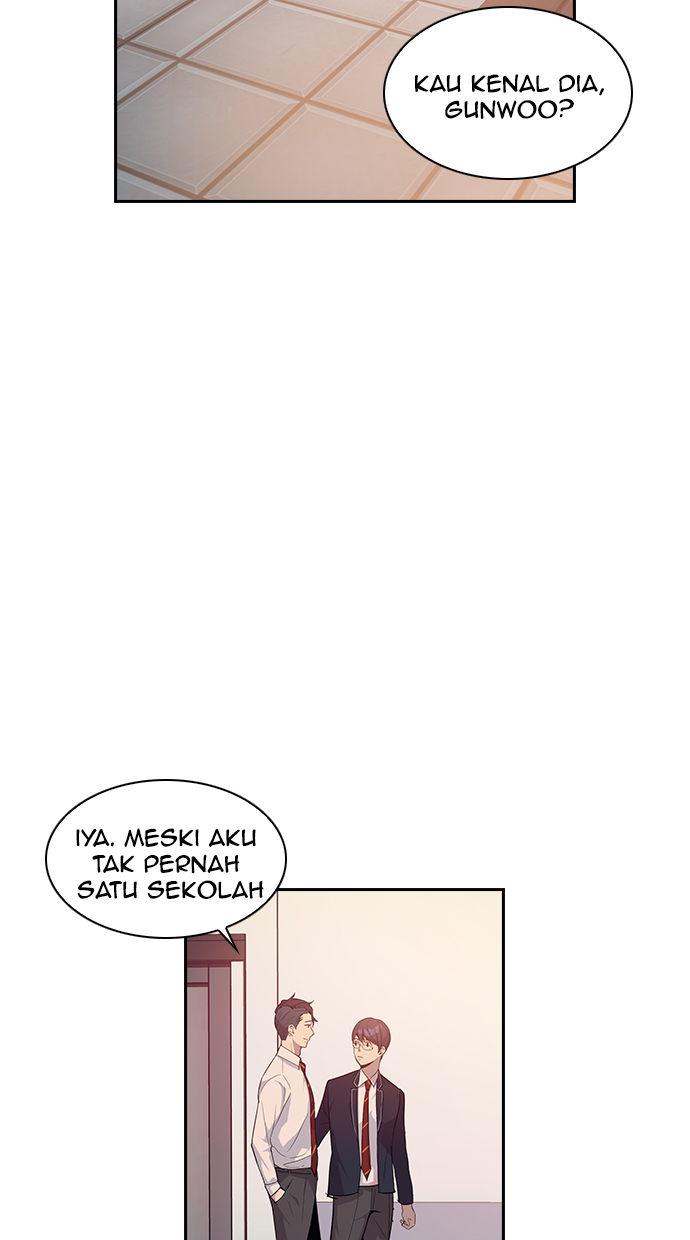 KAU KENAL DIA,
GUNWOO?
IYA. MESKI AKU
TAK PERNAH
SATU SEKOLAH